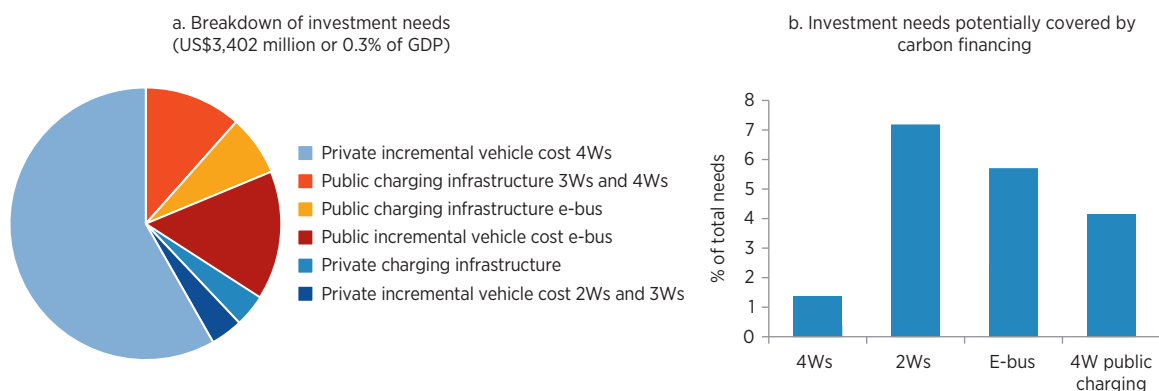 a. Breakdown of investment needs
(US$3,402 million or 0.3% of GDP)
Private incremental vehicle cost 4Ws
Public charging infrastructure 3Ws and 4Ws
Public charging infrastructure e-bus
Public incremental vehicle cost e-bus
Private charging infrastructure
Private incremental vehicle cost 2Ws and 3Ws
b. Investment needs potentially covered by
carbon financing
% of total needs
8
7
6
5
4
3
2
1
0
4Ws
2Ws
E-bus
4W public
charging